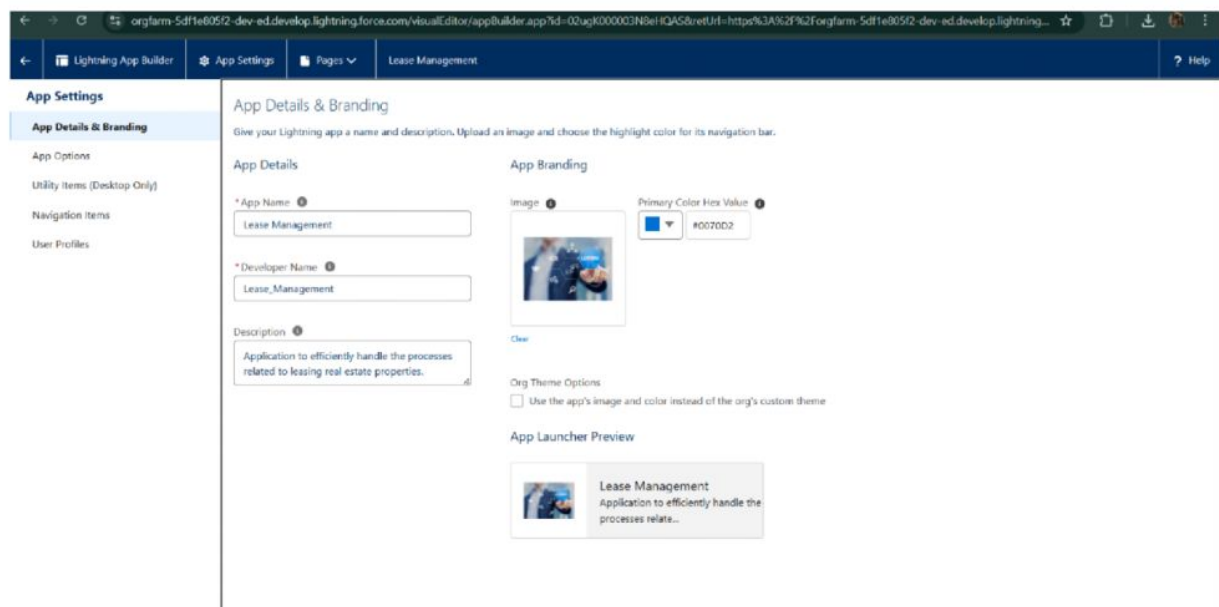 orgfarm-5df1e805f2-dev-ed.develop.lightning.force.com/visualEditor/appBuilder.app?id=02ugK000003N8eHQAS&retUrl=https%3A%2F%2Forgfarm-5df1e805f2-dev-ed.develop.lightning...
Lightning App Builder App Settings Pages Lease Management ? Help
App Settings
App Details & Branding
App Options
Utility Items (Desktop Only)
Navigation Items
User Profiles
App Details & Branding
Give your Lightning app a name and description. Upload an image and choose the highlight color for its navigation bar.
App Details
*App Name
Lease Management
*Developer Name
Lease_Management
Description
Application to efficiently handle the processes
related to leasing real estate properties.
App Branding
Image
Primary Color Hex Value
#0070D2
Clear
Org Theme Options
Use the app's image and color instead of the org's custom theme
App Launcher Preview
Lease Management
Application to efficiently handle the
processes relate...